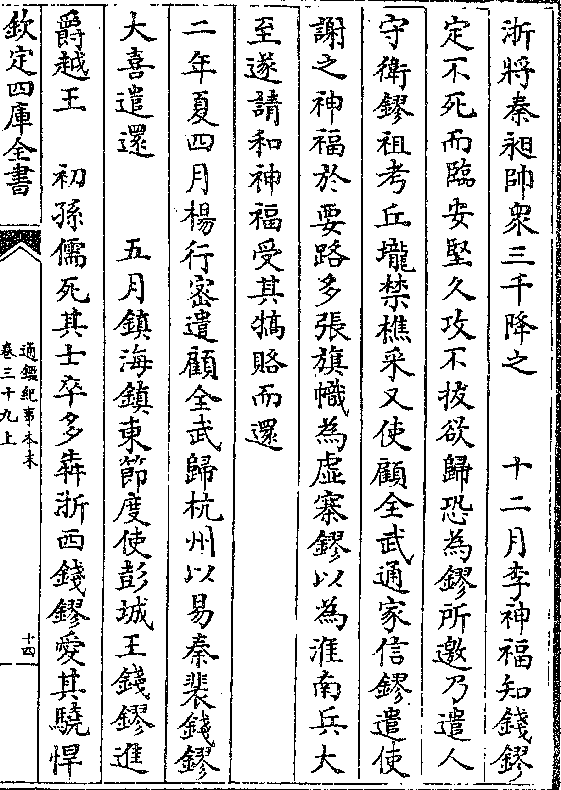 浙將秦昶帥衆三千降之　十二月李神福知錢鏐
定不死而臨安堅久攻不拔欲歸恐為鏐所邀乃遣人
守衛鏐祖考丘壠禁樵采又使顧全武通家信鏐遣使
謝之神福於要路多張旗幟為虛寨鏐以為淮南兵大
至遂請和神福受其犒賂而還
二年夏四月楊行密遣顧全武歸杭州以易秦裴錢鏐
大喜遣還　五月鎮海鎮東節度使彭城王錢鏐進
爵越王　初孫儒死其士卒多奔浙西錢鏐愛其驍悍
欽定四庫全書
通鑑紀事本末
卷三十九上
十四